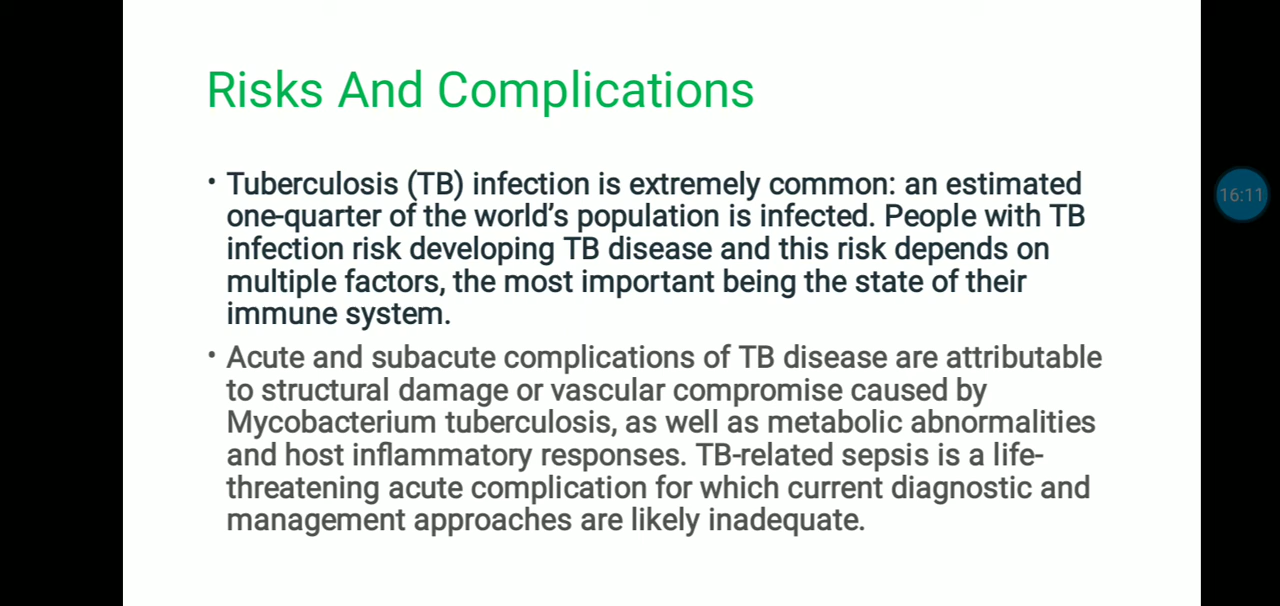 Risks And Complications
• Tuberculosis (TB) infection is extremely common: an estimated
one-quarter of the world’s population is infected. People with TB
infection risk developing TB disease and this risk depends on
multiple factors, the most important being the state of their
immune system.
• Acute and subacute complications of TB disease are attributable
to structural damage or vascular compromise caused by
Mycobacterium tuberculosis, as well as metabolic abnormalities
and host inflammatory responses. TB-related sepsis is a life-
threatening acute complication for which current diagnostic and
management approaches are likely inadequate.
16:11